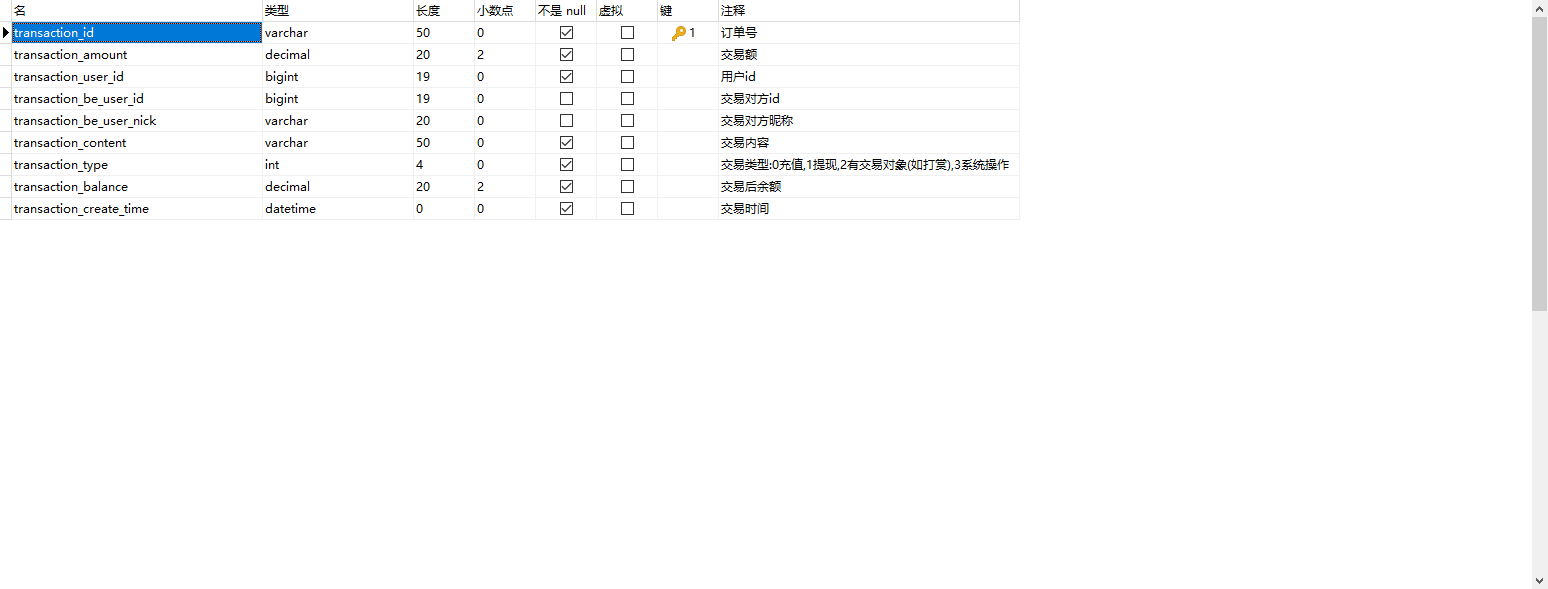 名 类型 长度 小数点 不是 null 虚拟 键 注释
transaction_id varchar 50 0 1 订单号
transaction_amount decimal 20 2 交易额
transaction_user_id bigint 19 0 用户id
transaction_be_user_id bigint 19 0 交易对方id
transaction_be_user_nick varchar 20 0 交易对方昵称
transaction_content varchar 50 0 交易内容
transaction_type int 4 0 交易类型:0充值,1提现,2有交易对象(如打赏),3系统操作
transaction_balance decimal 20 2 交易后余额
transaction_create_time datetime 0 0 交易时间